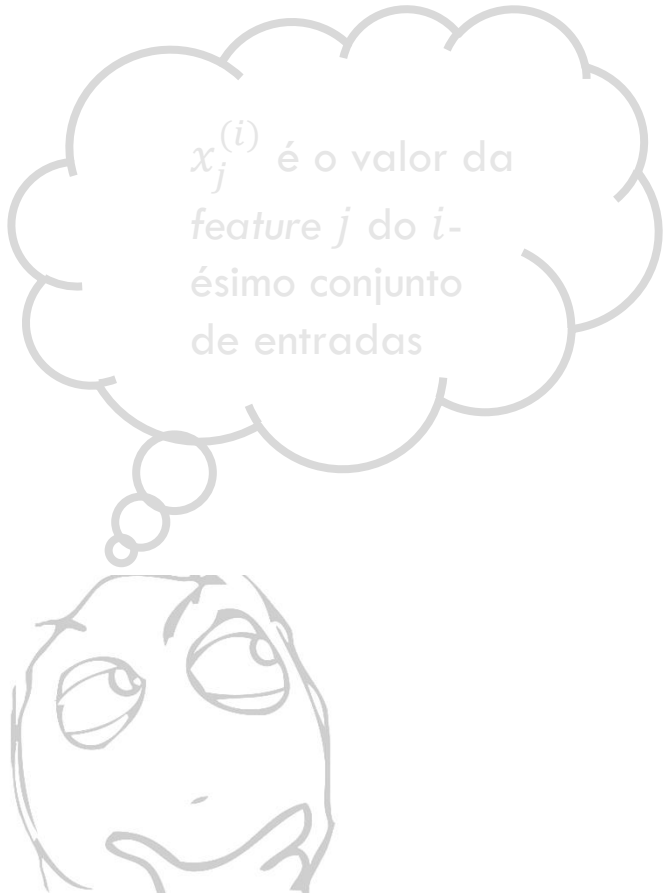 x_j^{(i)} é o valor da
feature j do i-
ésimo conjunto
de entradas